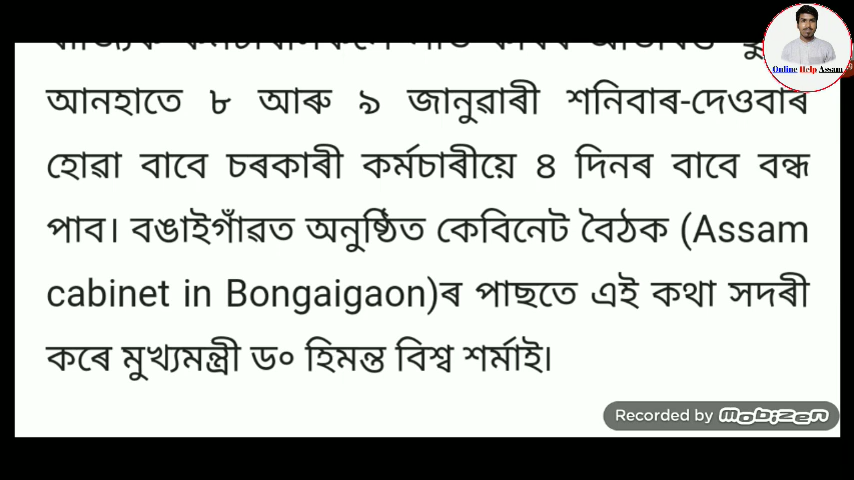 Online Help Assam
আনহাতে ৮ আৰু ৯ জানুৱাৰী শনিবাৰ-দেওবাৰ
হোৱা বাবে চৰকাৰী কৰ্মচাৰীয়ে ৪ দিনৰ বাবে বন্ধ
পাব। বঙাইগাঁৱত অনুষ্ঠিত কেবিনেট বৈঠক (Assam
cabinet in Bongaigaon)ৰ পাছতে এই কথা সদৰী
কৰে মুখ্যমন্ত্ৰী ড০ হিমন্ত বিশ্ব শৰ্মাই।
Recorded by mobizen